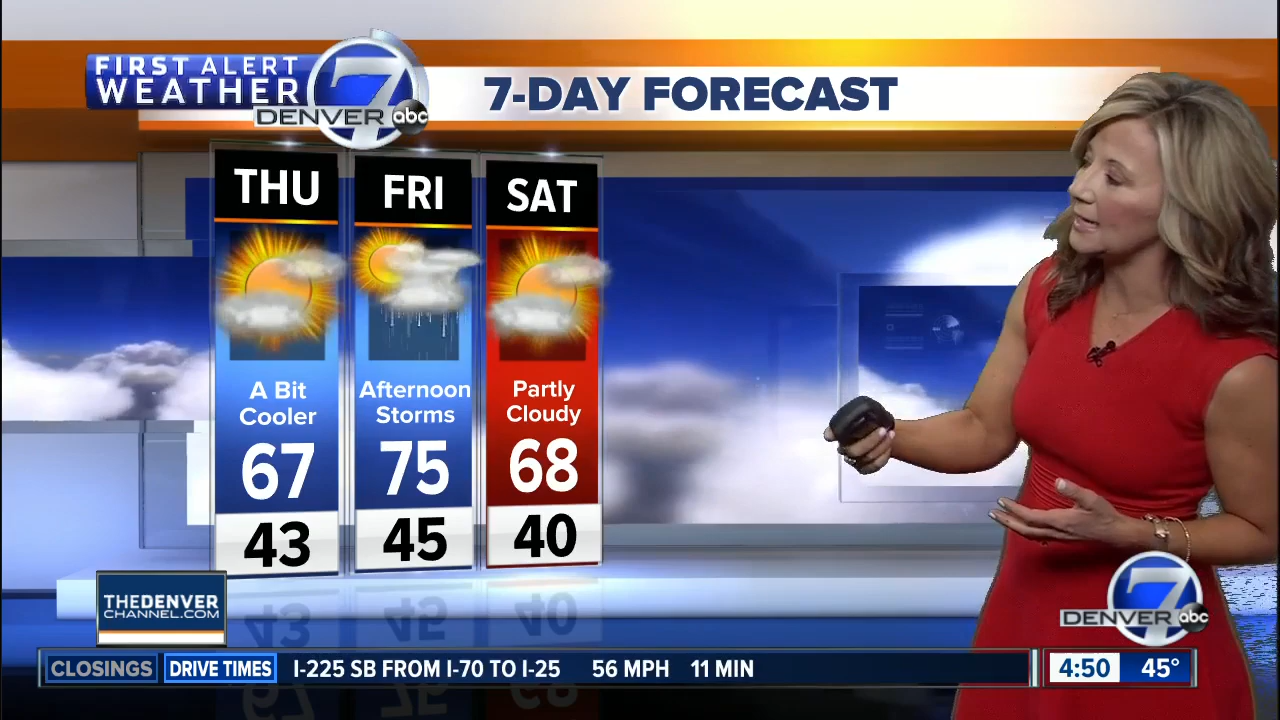 FIRST ALERT
WEATHER
7
DENVER abc
7-DAY FORECAST
THU
FRI
SAT
A Bit
Cooler
Afternoon
Storms
Partly
Cloudy
67
75
68
43
45
40
THEDENVER
CHANNEL.COM
7
DENVER abc
CLOSINGS
DRIVE TIMES
I-225 SB FROM I-70 TO I-25 56 MPH 11 MIN
4:50
45°